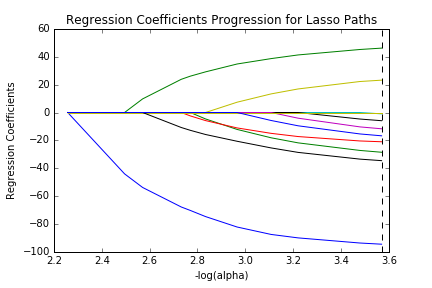 Regression Coefficients Progression for Lasso Paths
60
40
20
0
−20
−40
−60
−80
−100
Regression Coefficients
2.2 2.4 2.6 2.8 3.0 3.2 3.4 3.6
-log(alpha)